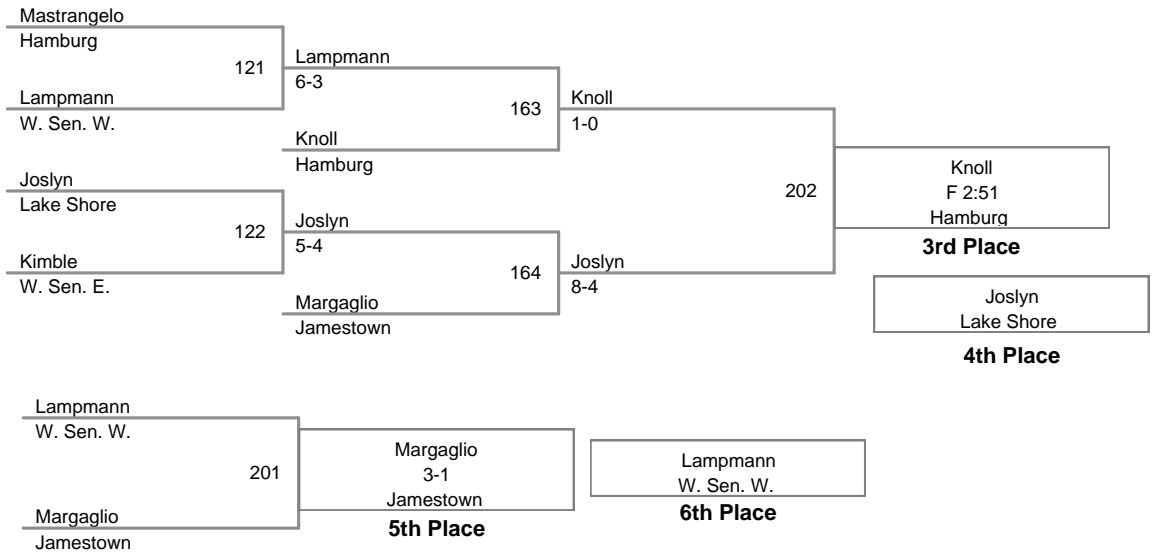 Mastrangelo
Hamburg
121
Lampmann
W. Sen. W.
Lampmann
6-3
163
Knoll
Hamburg
Knoll
1-0
Joslyn
Lake Shore
122
Kimble
W. Sen. E.
Joslyn
5-4
164
Margaglio
Jamestown
Joslyn
8-4
202
Knoll
F 2:51
Hamburg
3rd Place
Joslyn
Lake Shore
4th Place
Lampmann
W. Sen. W.
201
Margaglio
Jamestown
Margaglio
3-1
Jamestown
5th Place
Lampmann
W. Sen. W.
6th Place